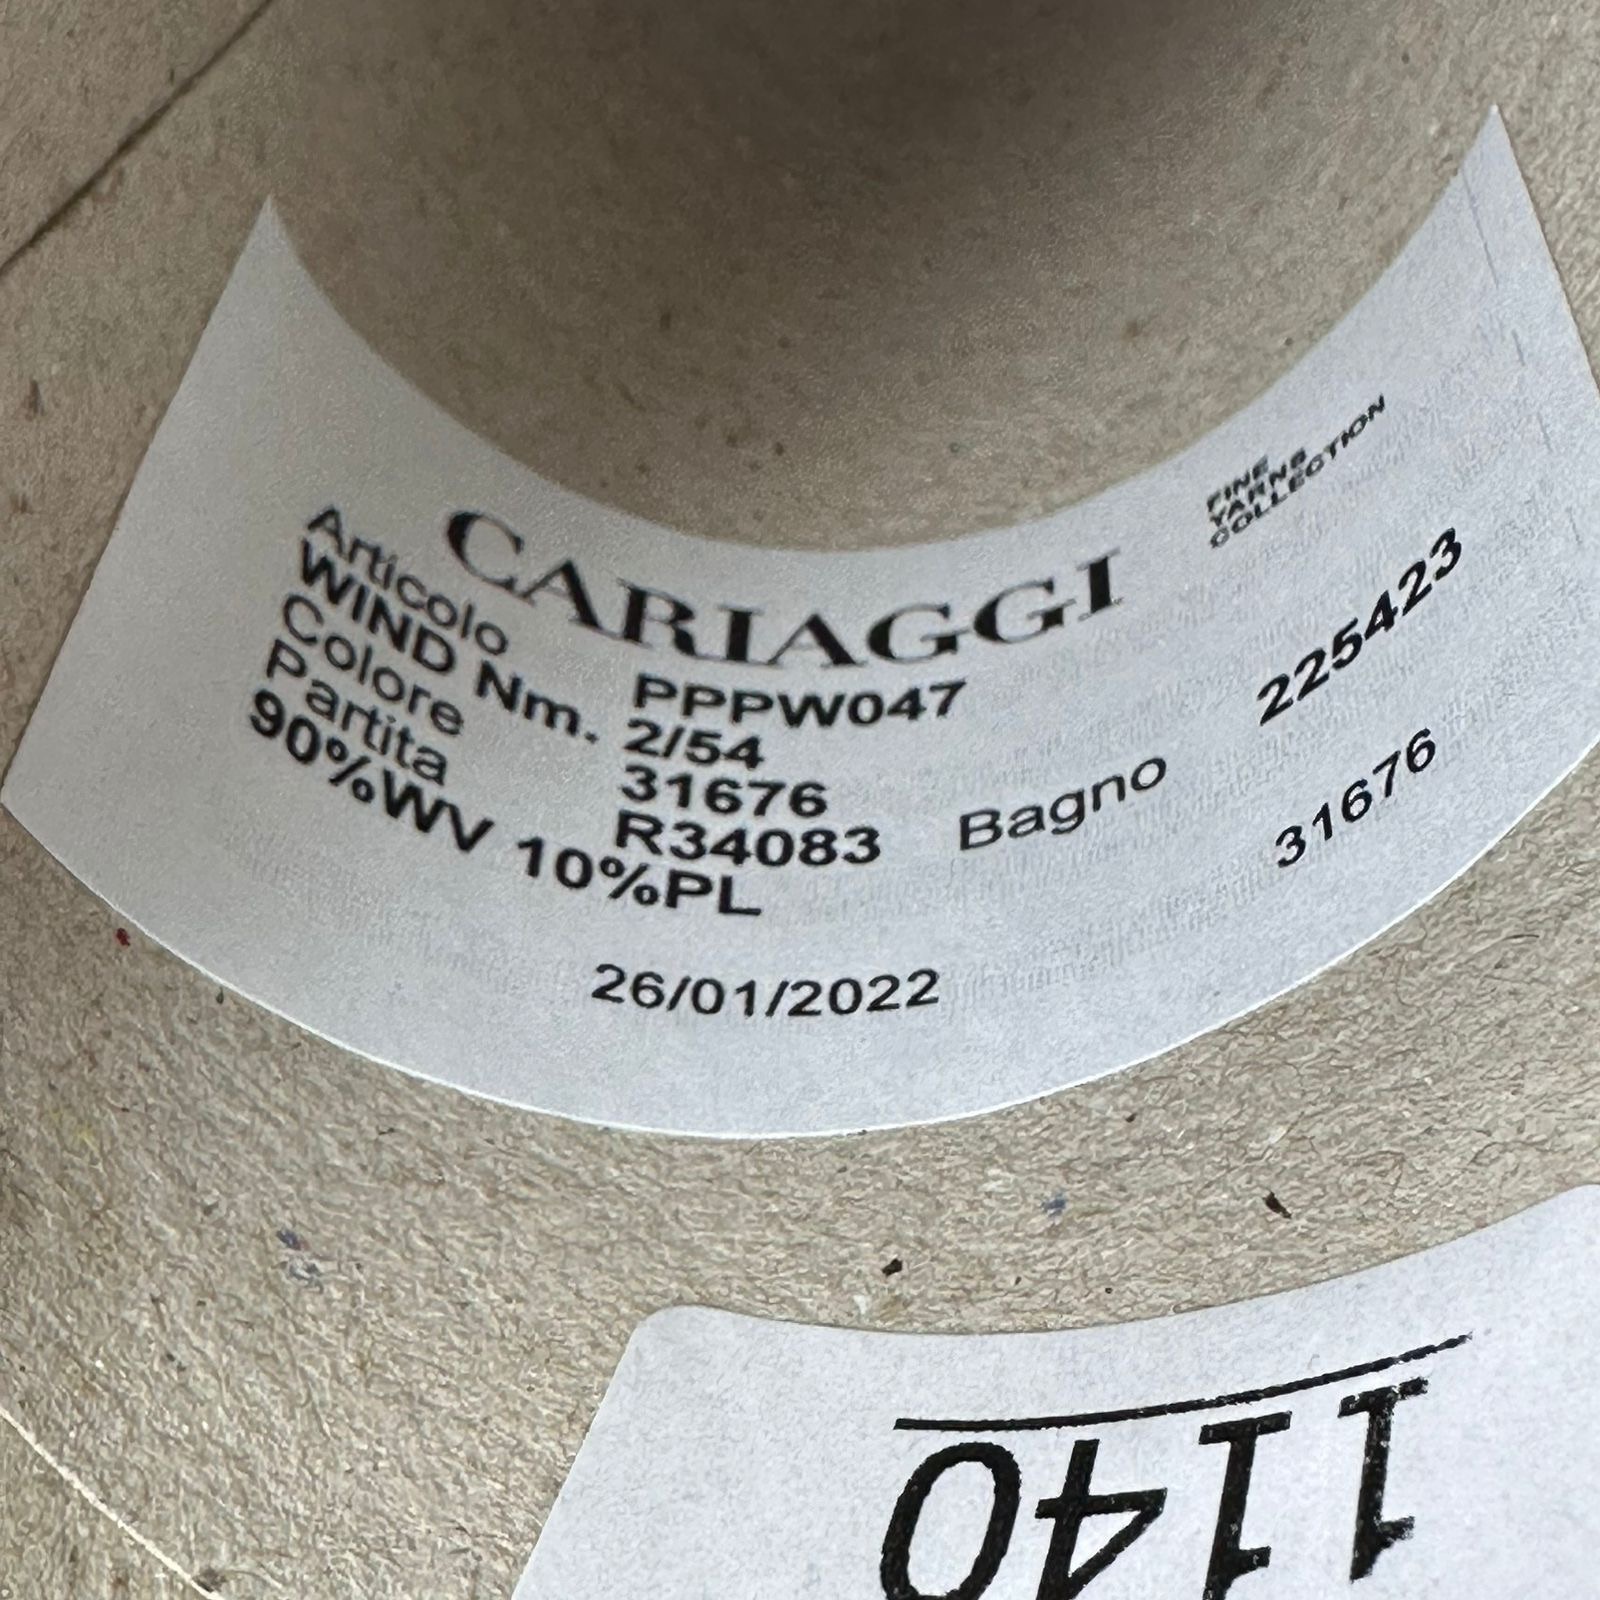 CARIAGGI
FINE
YARNS
COLLECTION
Articolo PPPW047 225423
WIND Nm. 2/54
Colore 31676
Partita R34083 Bagno 31676
90%WV 10%PL
26/01/2022
1140